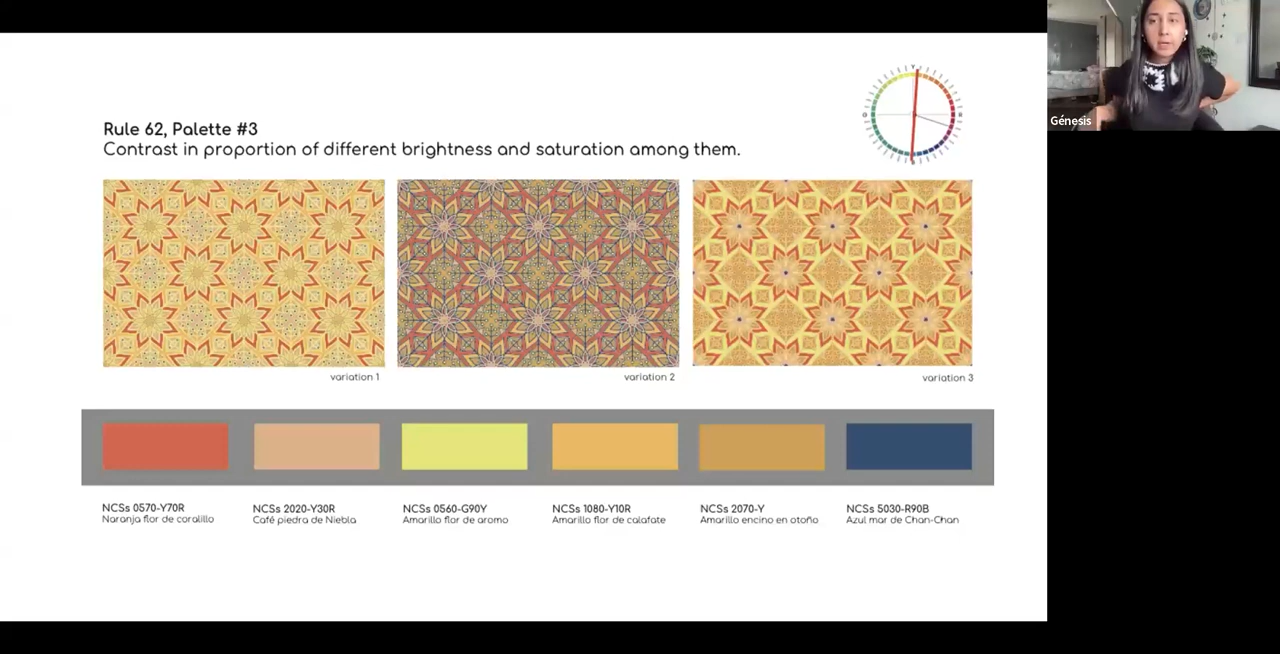 Rule 62, Palette #3
Contrast in proportion of different brightness and saturation among them.
Y
Génesis
variation 1
variation 2
variation 3
NCSs 0570-Y70R
Naranja flor de coralillo
NCSs 2020-Y30R
Café piedra de Niebla
NCSs 0560-G90Y
Amarillo flor de aromo
NCSs 1080-Y10R
Amarillo flor de calafate
NCSs 2070-Y
Amarillo encino en otoño
NCSs 5030-R90B
Azul mar de Chan-Chan